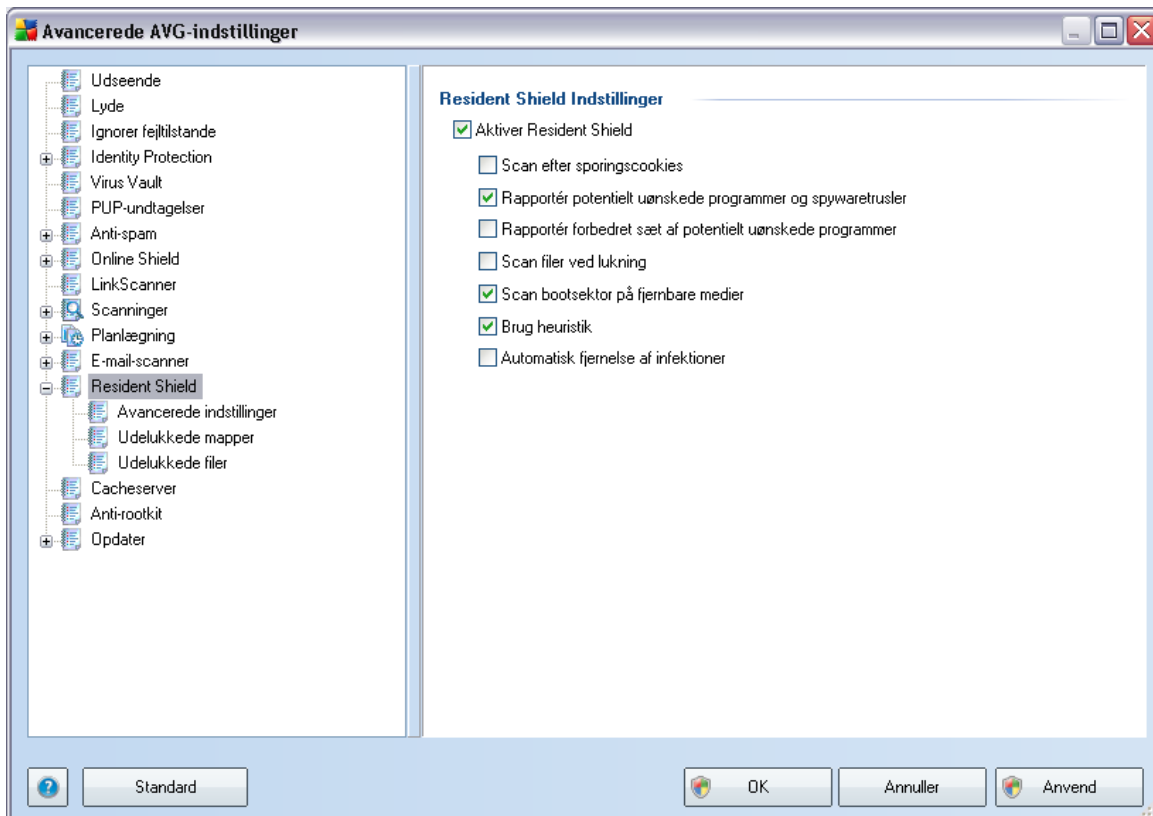 Avancerede AVG-indstillinger
Udseende
Lyde
Ignorer fejltilstande
Identity Protection
Virus Vault
PUP-undtagelser
Anti-spam
Online Shield
LinkScanner
Scanninger
Planlægning
E-mail-scanner
Resident Shield
Avancerede indstillinger
Udelukkede mapper
Udelukkede filer
Cacheserver
Anti-rootkit
Opdater
Resident Shield Indstillinger
Aktiver Resident Shield
Scan efter sporingscookies
Rapportér potentielt uønskede programmer og spywaretrusler
Rapportér forbedret sæt af potentielt uønskede programmer
Scan filer ved lukning
Scan bootsektor på fjernbare medier
Brug heuristik
Automatisk fjernelse af infektioner
Standard
OK
Annuller
Anvend